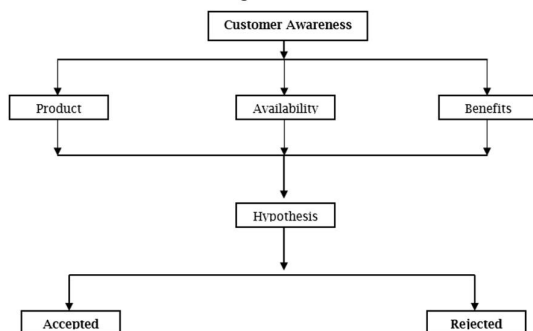 Customer Awareness
Product
Availability
Benefits
Hypothesis
Accepted
Rejected